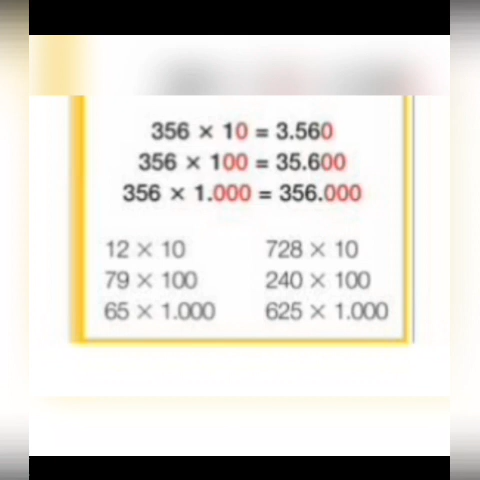 356 × 10 = 3.560
356 × 100 = 35.600
356 × 1.000 = 356.000
12 × 10
79 × 100
65 × 1.000
728 × 10
240 × 100
625 × 1.000